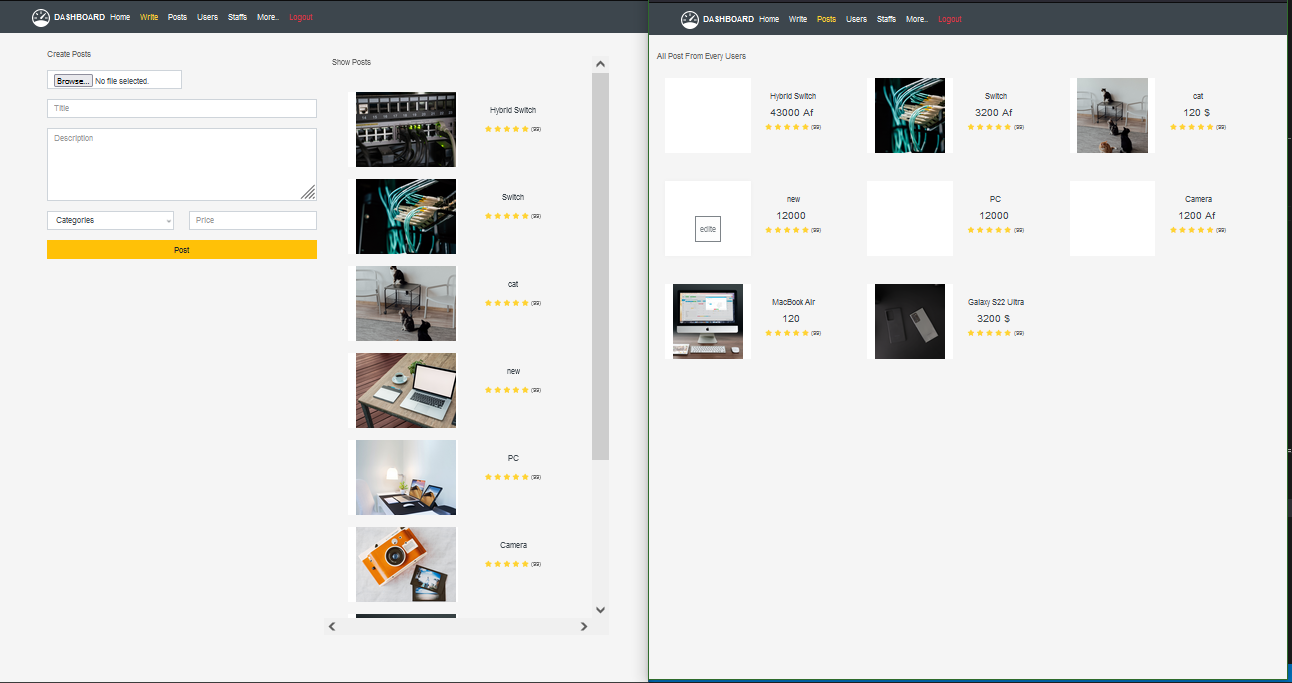 DA$HBOARD Home Write Posts Users Staffs More.. Logout
Create Posts
Browse... No file selected.
Title
Description
Categories
Price
Post
Show Posts
Hybrid Switch
(99)
Switch
(99)
cat
(99)
new
(99)
PC
(99)
Camera
(99)
DA$HBOARD Home Write Posts Users Staffs More.. Logout
All Post From Every Users
Hybrid Switch
43000 Af
(99)
Switch
3200 Af
(99)
cat
120 $
(99)
edite
new
12000
(99)
PC
12000
(99)
Camera
1200 Af
(99)
MacBook Air
120
(99)
Galaxy S22 Ultra
3200 $
(99)